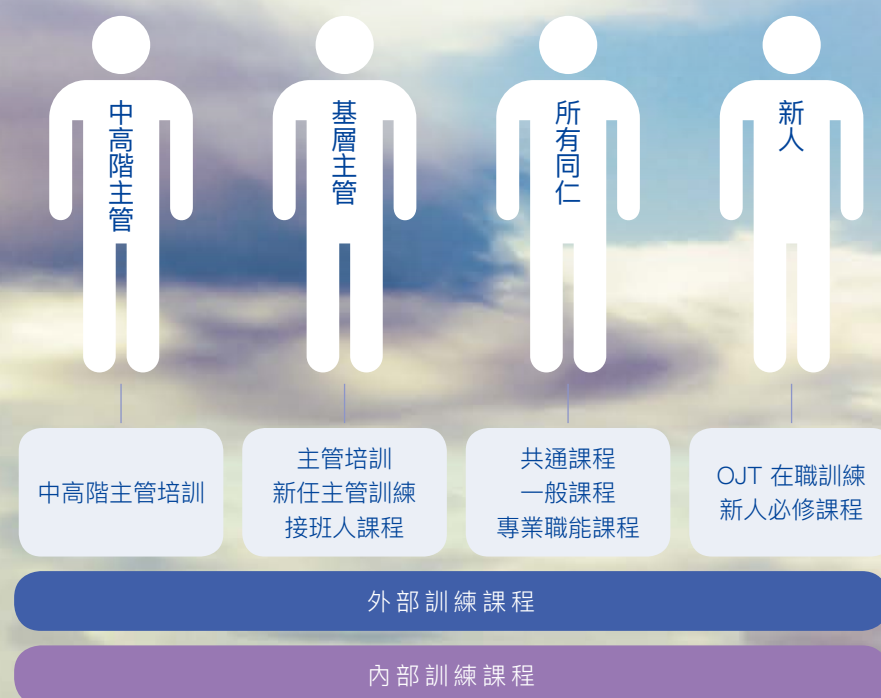 中高階主管
基層主管
所有同仁
新人
中高階主管培訓
主管培訓
新任主管訓練
接班人課程
共通課程
一般課程
專業職能課程
OJT 在職訓練
新人必修課程
外部訓練課程
內部訓練課程